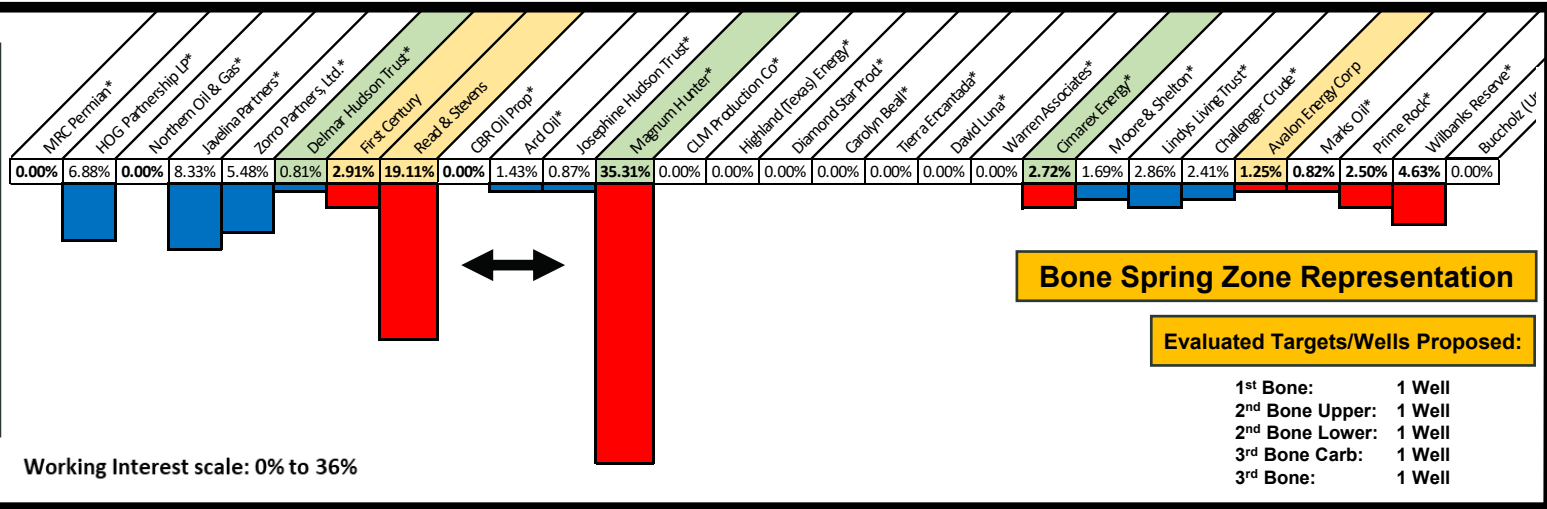 MRC Permian*
HOG Partnership LP*
Northern Oil & Gas*
Javelina Partners*
Zorro Partners, Ltd.*
Delmar Hudson Trust*
First Century
Read & Stevens
CBR Oil Prop*
Ard Oil*
Josephine Hudson Trust*
Magnum Hunter*
CLM Production Co*
Highland (Texas) Energy*
Diamond Star Prod.*
Carolyn Beall*
Tierra Encantada*
David Luna*
Warren Associates*
Cimarex Energy*
Moore & Shelton*
Lindys Living Trust*
Challenger Crude*
Avalon Energy Corp
Marks Oil*
Prime Rock*
Wilbanks Reserve*
Buccholz
0.00% 6.88% 0.00% 8.33% 5.48% 0.81% 2.91% 19.11% 0.00% 1.43% 0.87% 35.31% 0.00% 0.00% 0.00% 0.00% 0.00% 0.00% 0.00% 2.72% 1.69% 2.86% 2.41% 1.25% 0.82% 2.50% 4.63% 0.00%
Bone Spring Zone Representation
Evaluated Targets/Wells Proposed:
1st Bone: 1 Well
2nd Bone Upper: 1 Well
2nd Bone Lower: 1 Well
3rd Bone Carb: 1 Well
3rd Bone: 1 Well
Working Interest scale: 0% to 36%